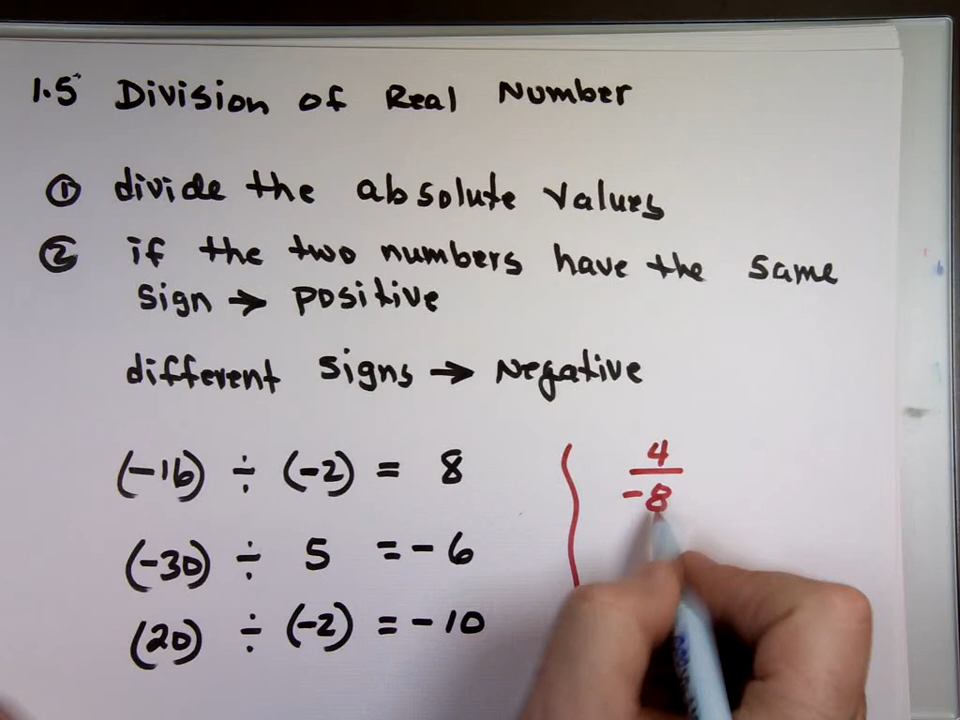 1.5 Division of Real Number
① divide the absolute values
② if the two numbers have the same
sign → positive
different signs → Negative
(-16) ÷ (-2) = 8
(-30) ÷ 5 = -6
(20) ÷ (-2) = -10
4
-8